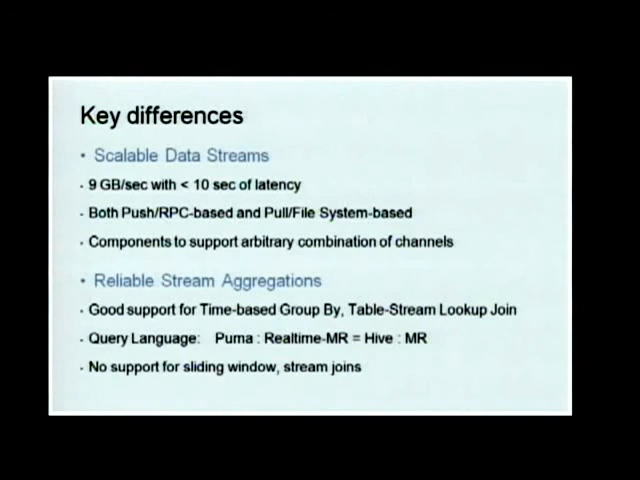 Key differences
• Scalable Data Streams
• 9 GB/sec with < 10 sec of latency
• Both Push/RPC-based and Pull/File System-based
• Components to support arbitrary combination of channels
• Reliable Stream Aggregations
• Good support for Time-based Group By, Table-Stream Lookup Join
• Query Language: Puma : Realtime-MR = Hive : MR
• No support for sliding window, stream joins